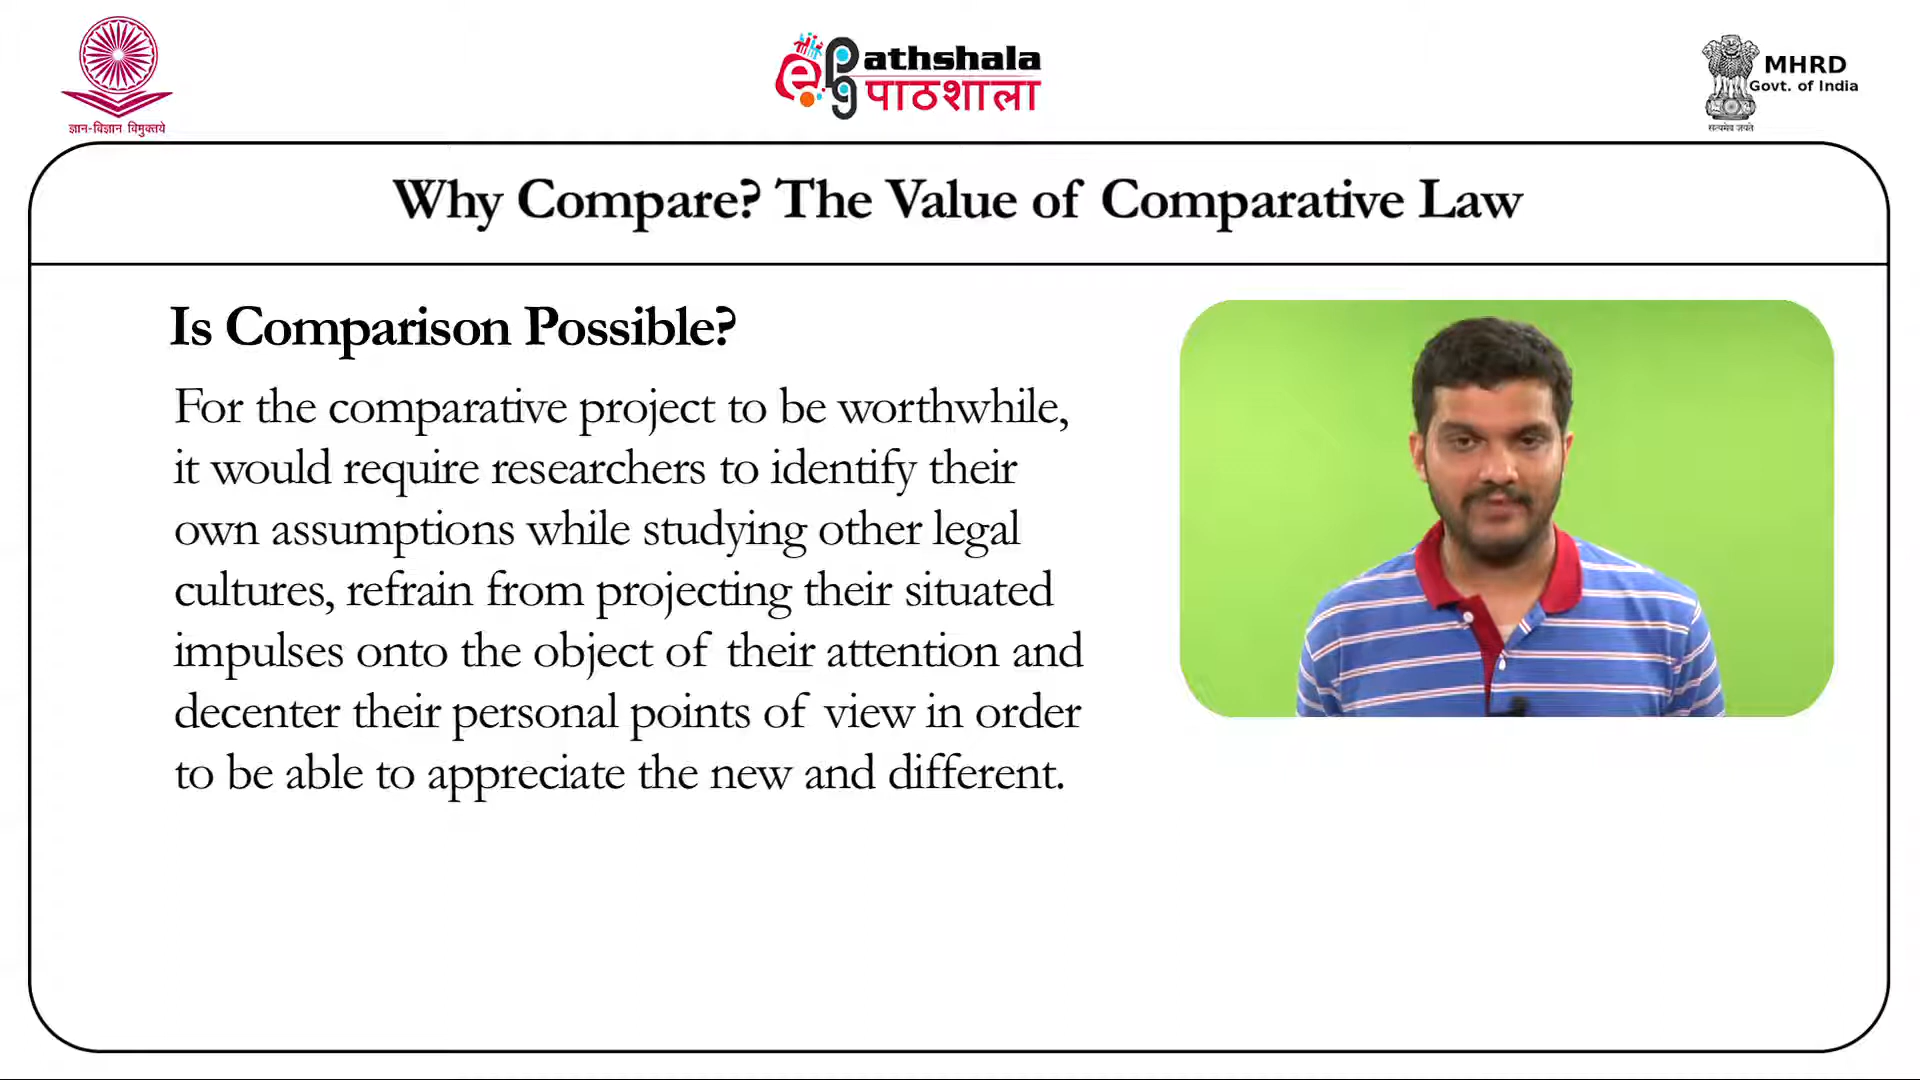 ज्ञान-विज्ञान विमुक्तये
ePG
athshala
पाठशाला
सत्यमेव जयते
MHRD
Govt. of India
Why Compare? The Value of Comparative Law
Is Comparison Possible?
For the comparative project to be worthwhile,
it would require researchers to identify their
own assumptions while studying other legal
cultures, refrain from projecting their situated
impulses onto the object of their attention and
decenter their personal points of view in order
to be able to appreciate the new and different.